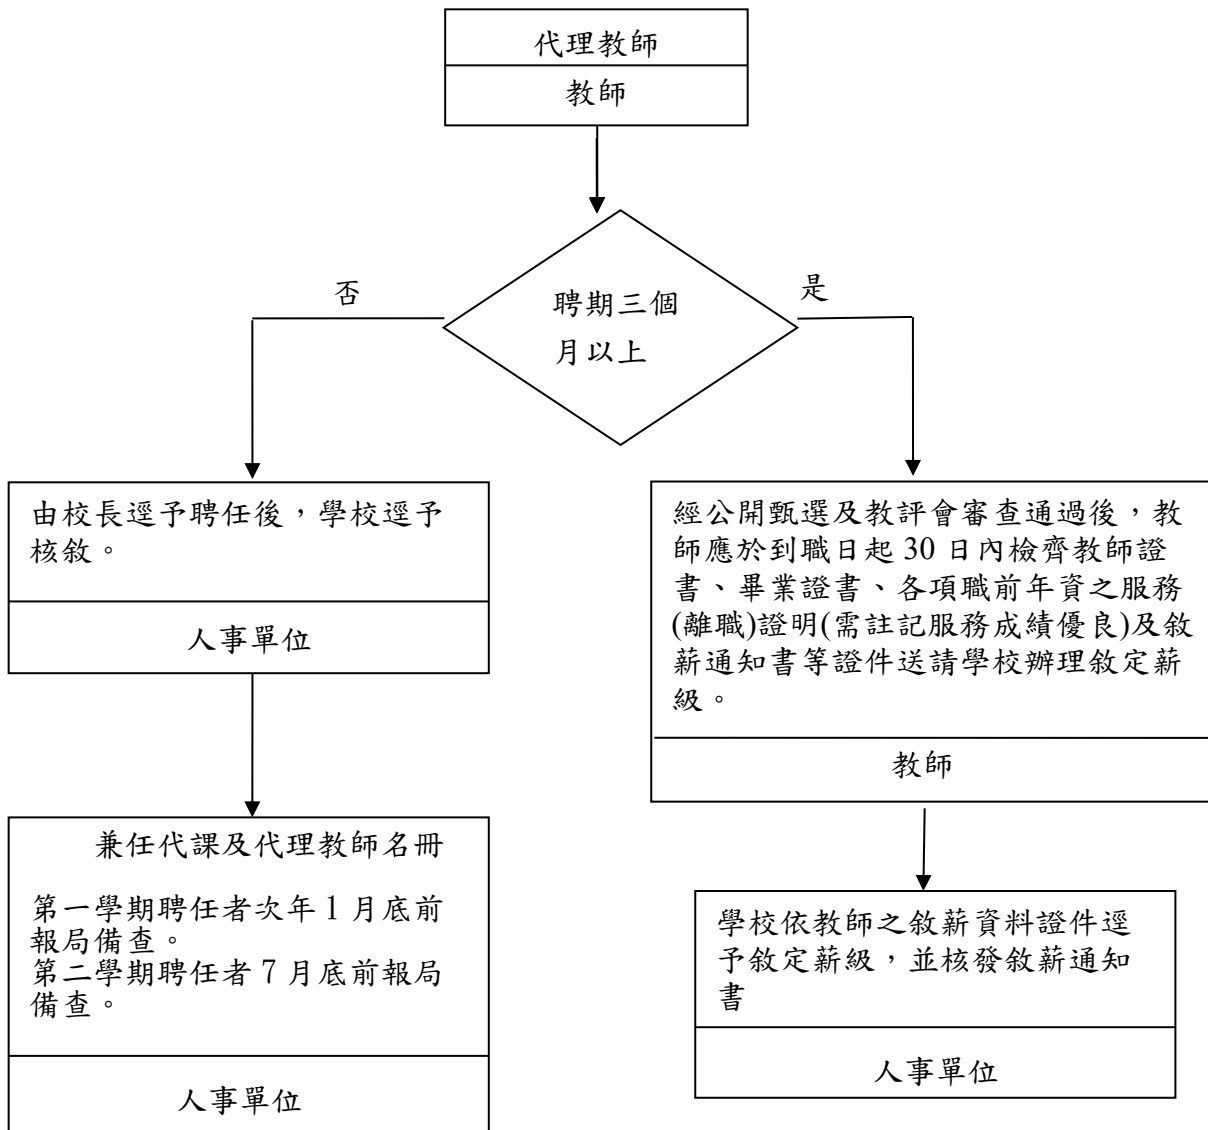 代理教師
教師
聘期三個
月以上
否
是
由校長逕予聘任後，學校逕予
核敘。
人事單位
兼任代課及代理教師名冊
第一學期聘任者次年 1 月底前
報局備查。
第二學期聘任者 7 月底前報局
備查。
人事單位
經公開甄選及教評會審查通過後，教
師應於到職日起 30 日內檢齊教師證
書、畢業證書、各項職前年資之服務
(離職)證明(需註記服務成績優良)及敘
薪通知書等證件送請學校辦理敘定薪
級。
教師
學校依教師之敘薪資料證件逕
予敘定薪級，並核發敘薪通知
書
人事單位